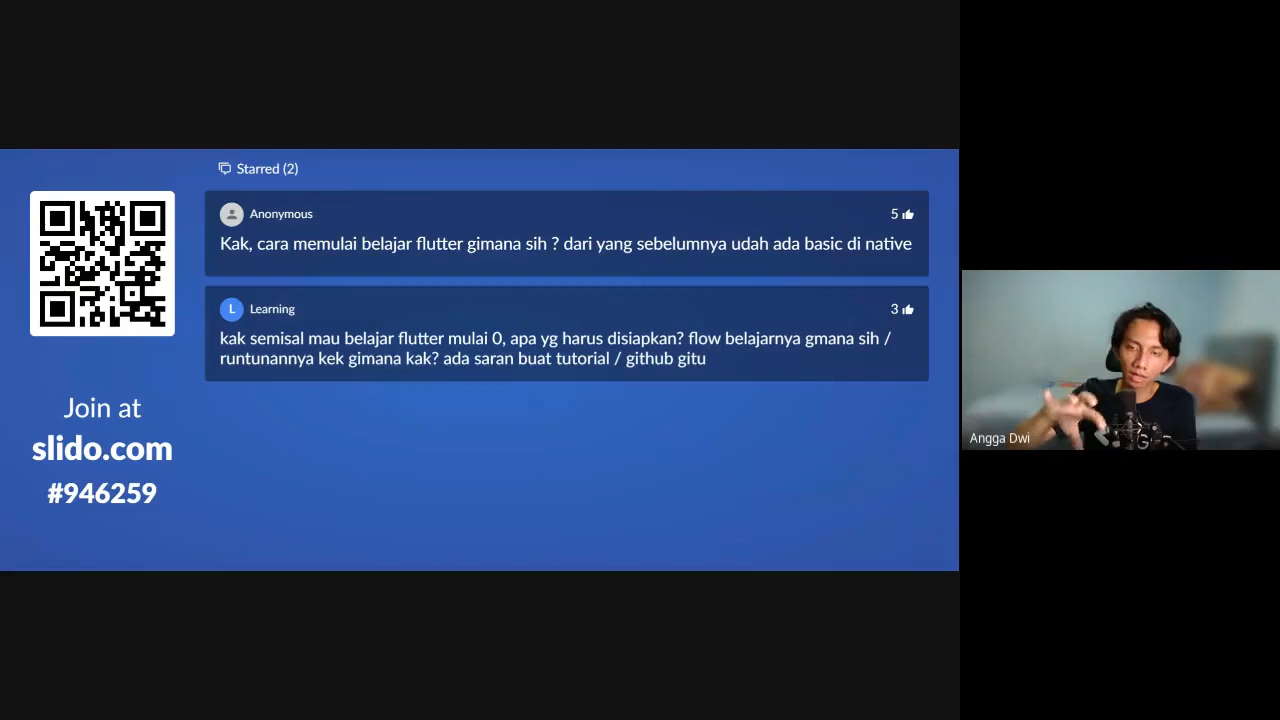 Starred (2)
Anonymous
5
Kak, cara memulai belajar flutter gimana sih ? dari yang sebelumnya udah ada basic di native
L
Learning
3
kak semisal mau belajar flutter mulai 0, apa yg harus disiapkan? flow belajarnya gmana sih /
runtunannya kek gimana kak? ada saran buat tutorial / github gitu
Join at
slido.com
#946259
Angga Dwi